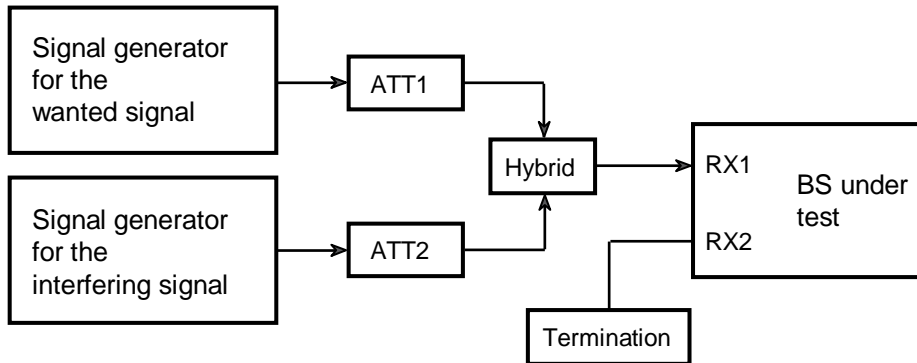 Signal generator
for the
wanted signal
ATT1
Hybrid
RX1
BS under
test
RX2
Signal generator
for the
interfering signal
ATT2
Termination